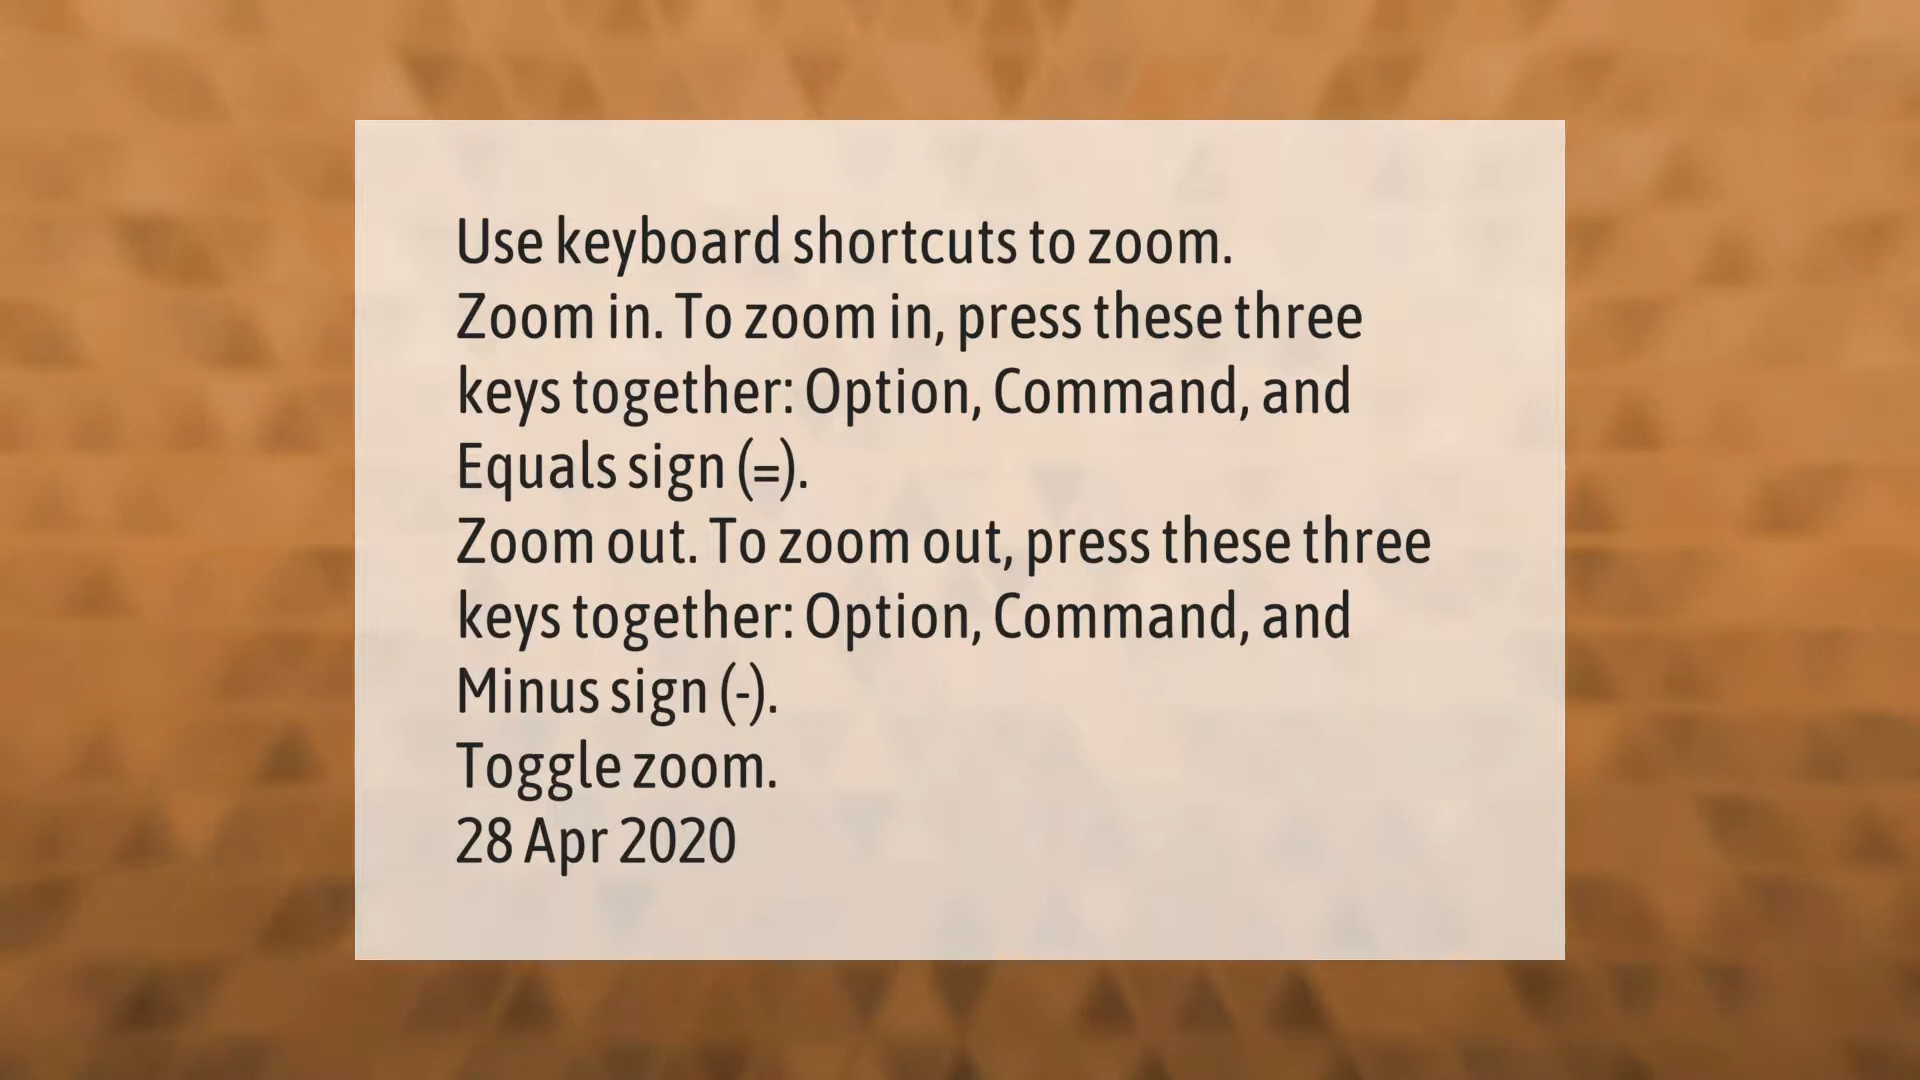 Use keyboard shortcuts to zoom.
Zoom in. To zoom in, press these three
keys together: Option, Command, and
Equals sign (=).
Zoom out. To zoom out, press these three
keys together: Option, Command, and
Minus sign (-).
Toggle zoom.
28 Apr 2020